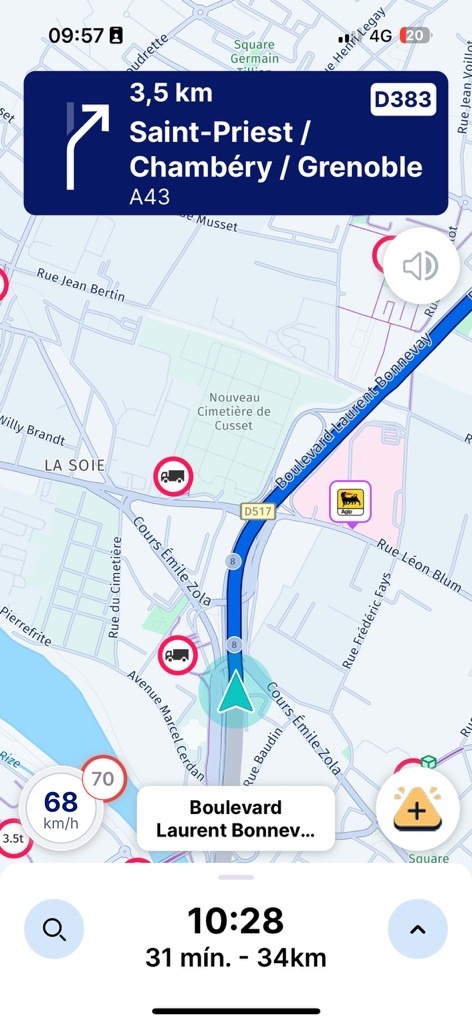 09:57
4G
20
Square
Germain
Rue Henri Legay
Rue Jean Voillot
3,5 km
D383
Saint-Priest /
Chambéry / Grenoble
A43
de Musset
Rue Jean Bertin
Boulevard Laurent Bonnevay
Nouveau
Cimetière de
Cusset
Willy Brandt
LA SOIE
D517
Agip
Rue Léon Blum
Cours Émile Zola
Rue du Cimetière
8
Rue Frédéric Fays
Pierrefrite
8
Avenue Marcel Cerdan
Cours Émile Zola
Rue Baudin
Rize
70
68
km/h
3.5t
Boulevard
Laurent Bonnev...
Square
10:28
31 mín. - 34km